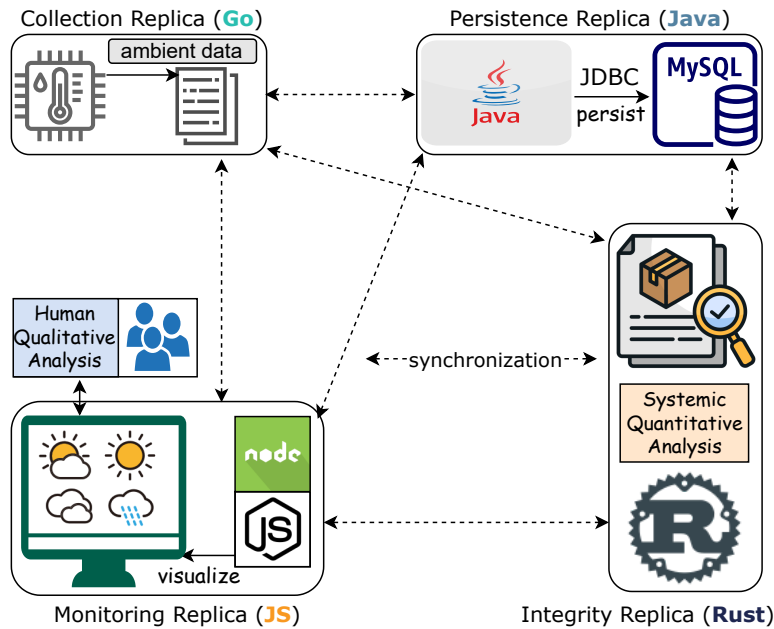 Collection Replica (Go)
Persistence Replica (Java)
ambient data
Java
JDBC
persist
MySQL
Human
Qualitative
Analysis
synchronization
Systemic
Quantitative
Analysis
node
JS
R
visualize
Monitoring Replica (JS)
Integrity Replica (Rust)